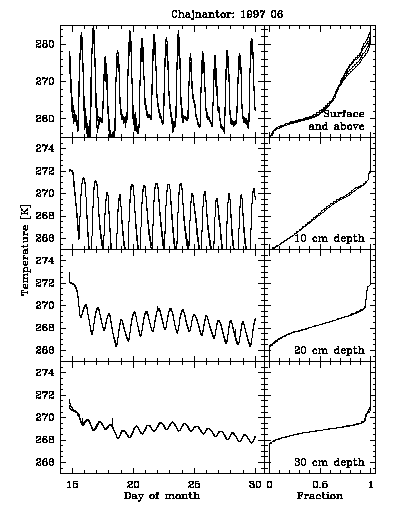 Chajnantor: 1997 06
280
270
260
Surface
and above
274
272
270
268
266
10 cm depth
274
272
270
268
266
20 cm depth
274
272
270
268
266
30 cm depth
Temperature [K]
15 20 25 30 0 0.5 1
Day of month Fraction